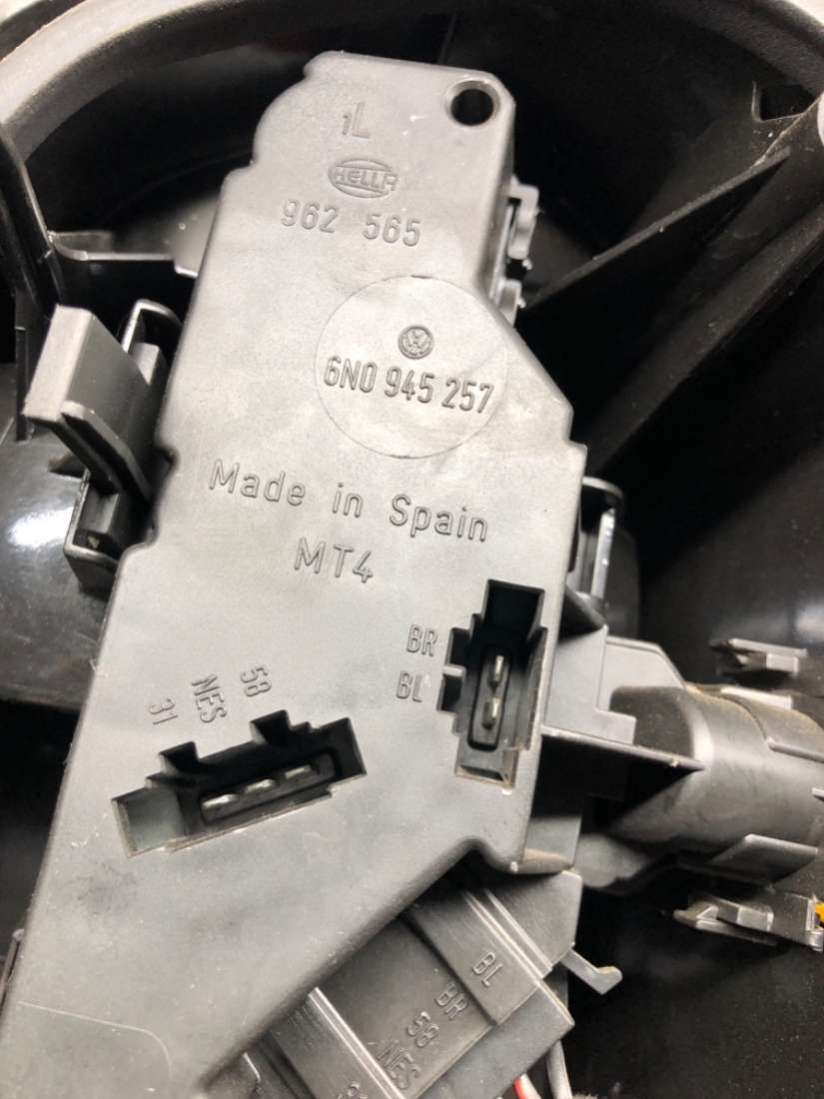 1L
HELLA
962 565
6N0 945 257
Made in Spain
MT4
BR
BL
58
NES
31
BL
BR
58
NES